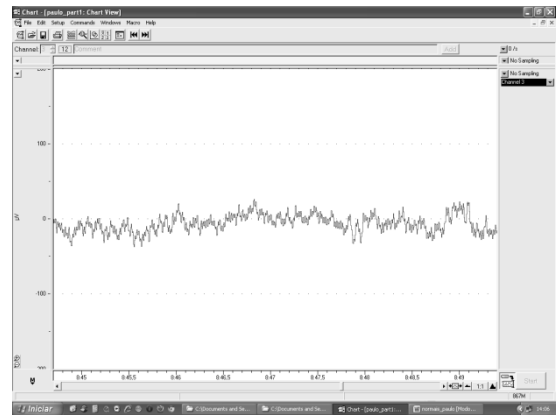 Chart - [paulo_part1: Chart View]
File Edit Setup Commands Windows Macro Help
Channel: 12 Comment Add
No Sampling
No Sampling
Channel 3
100
0
-100
0:45 0:45,5 0:46 0:46,5 0:47 0:47,5 0:48 0:48,5 0:49
1:1 Start
867M
Iniciar C:\Documents and Se... C:\Documents and Se... Chart - [paulo_part1:... normais_paulo [Modo... 14:06